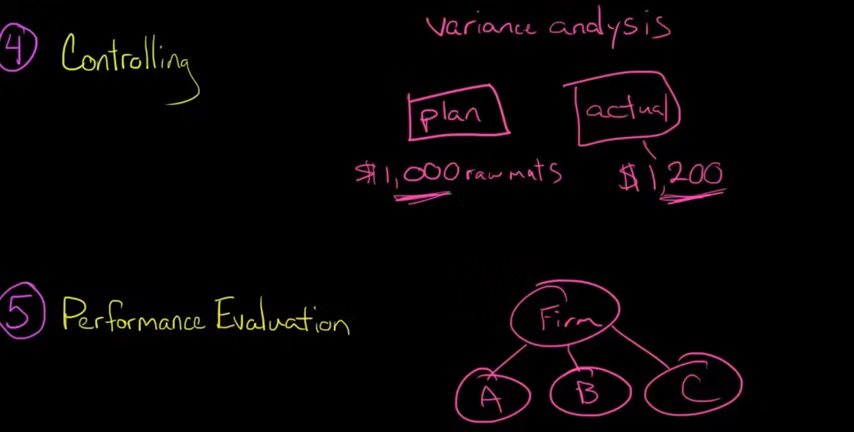 Variance analysis
4 Controlling
plan actual
$1,000 raw mats $1,200
5 Performance Evaluation
Firm
A B C